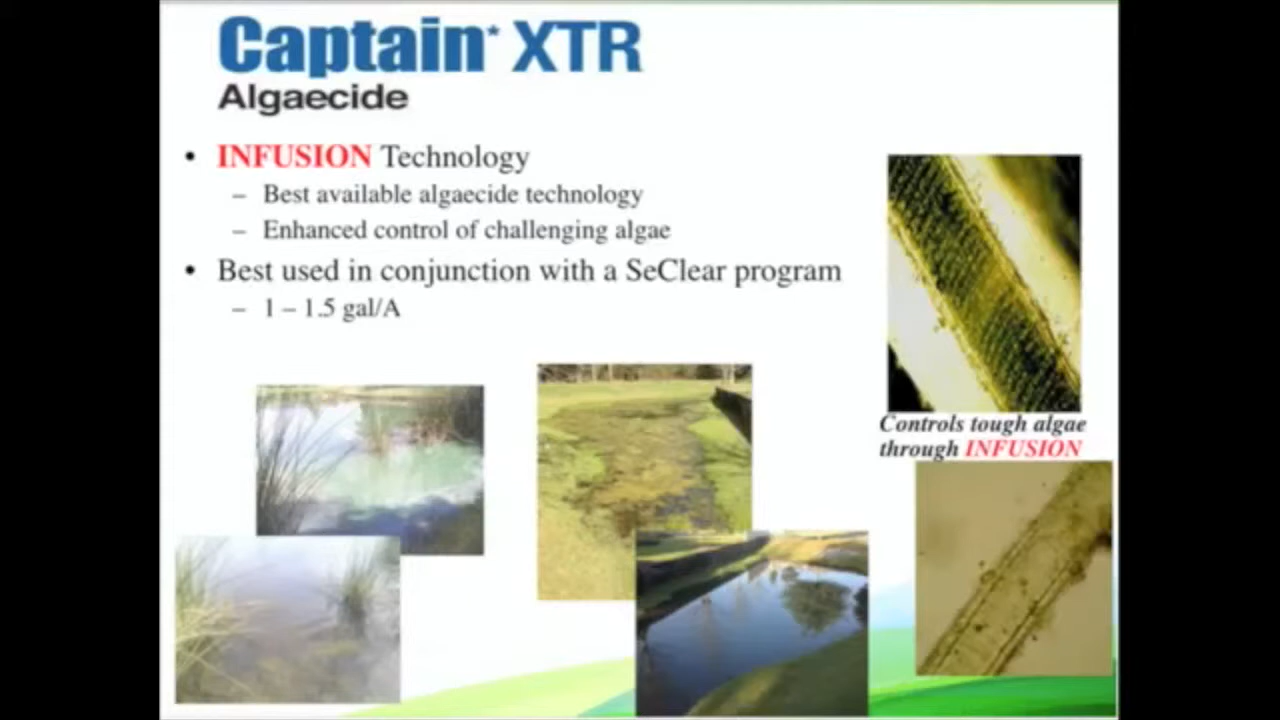 Captain* XTR
Algaecide
• INFUSION Technology
– Best available algaecide technology
– Enhanced control of challenging algae
• Best used in conjunction with a SeClear program
– 1 – 1.5 gal/A
Controls tough algae
through INFUSION